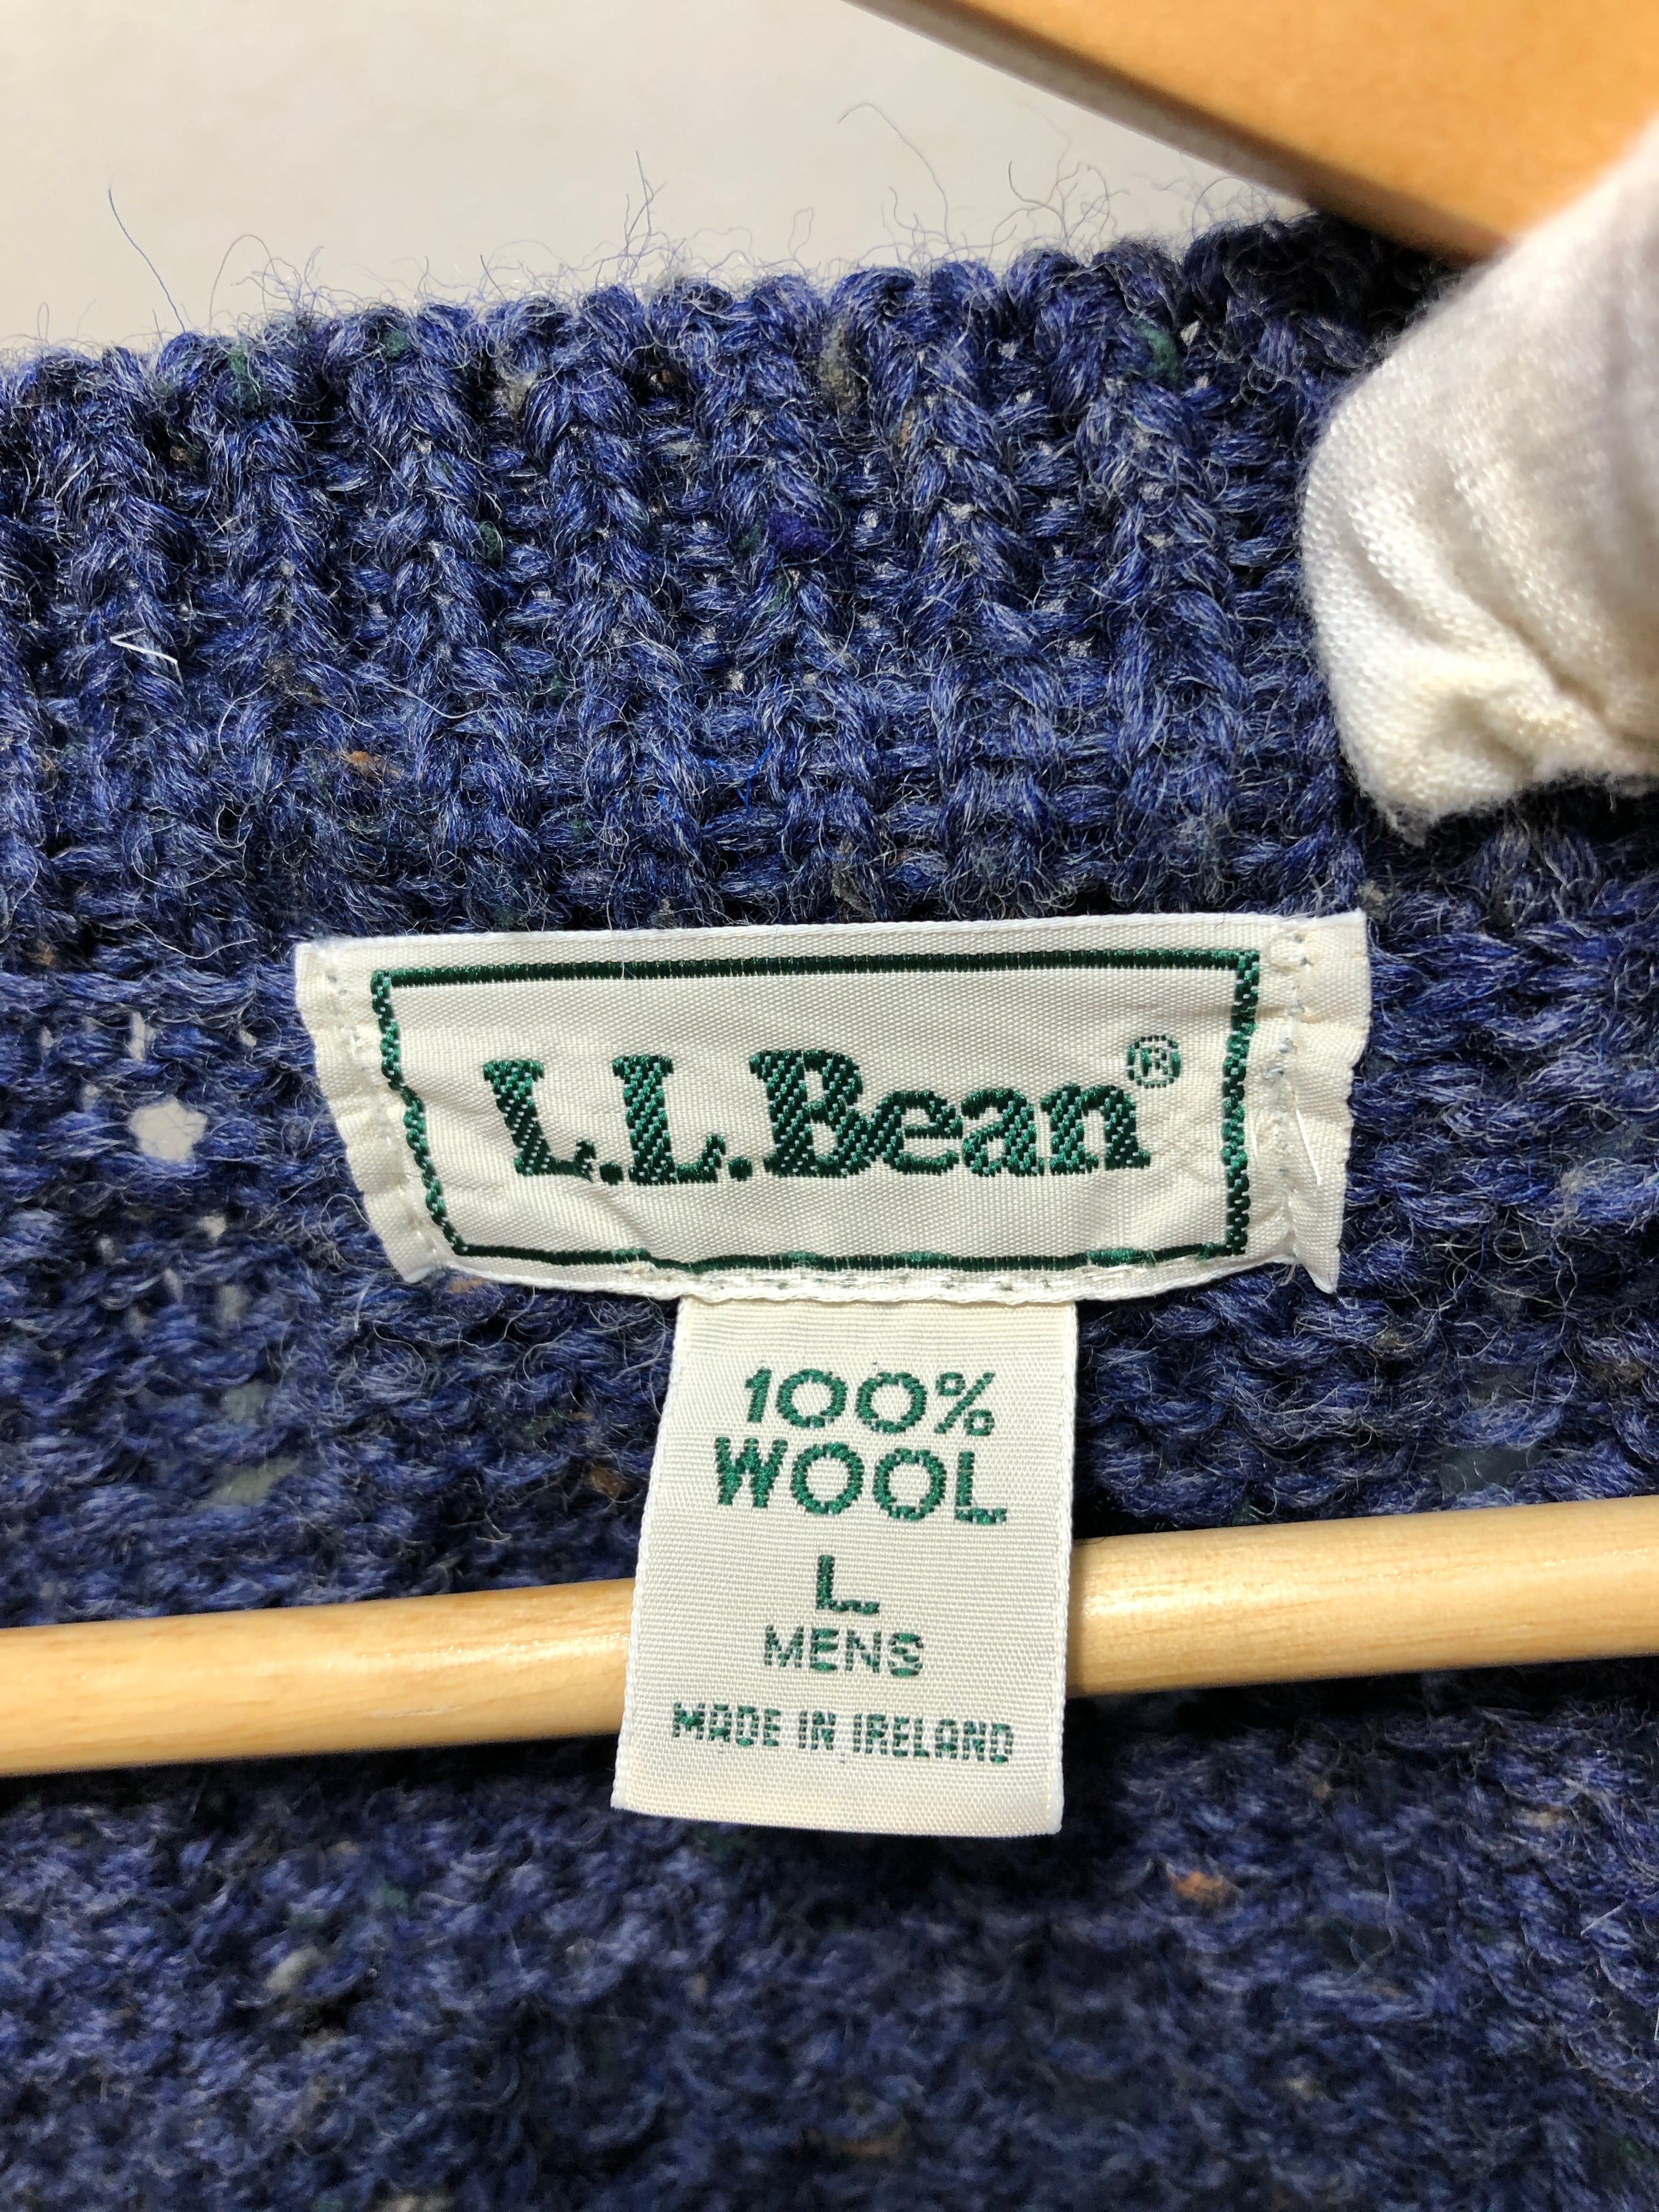 L.L.Bean®
100%
WOOL
L
MENS
MADE IN IRELAND